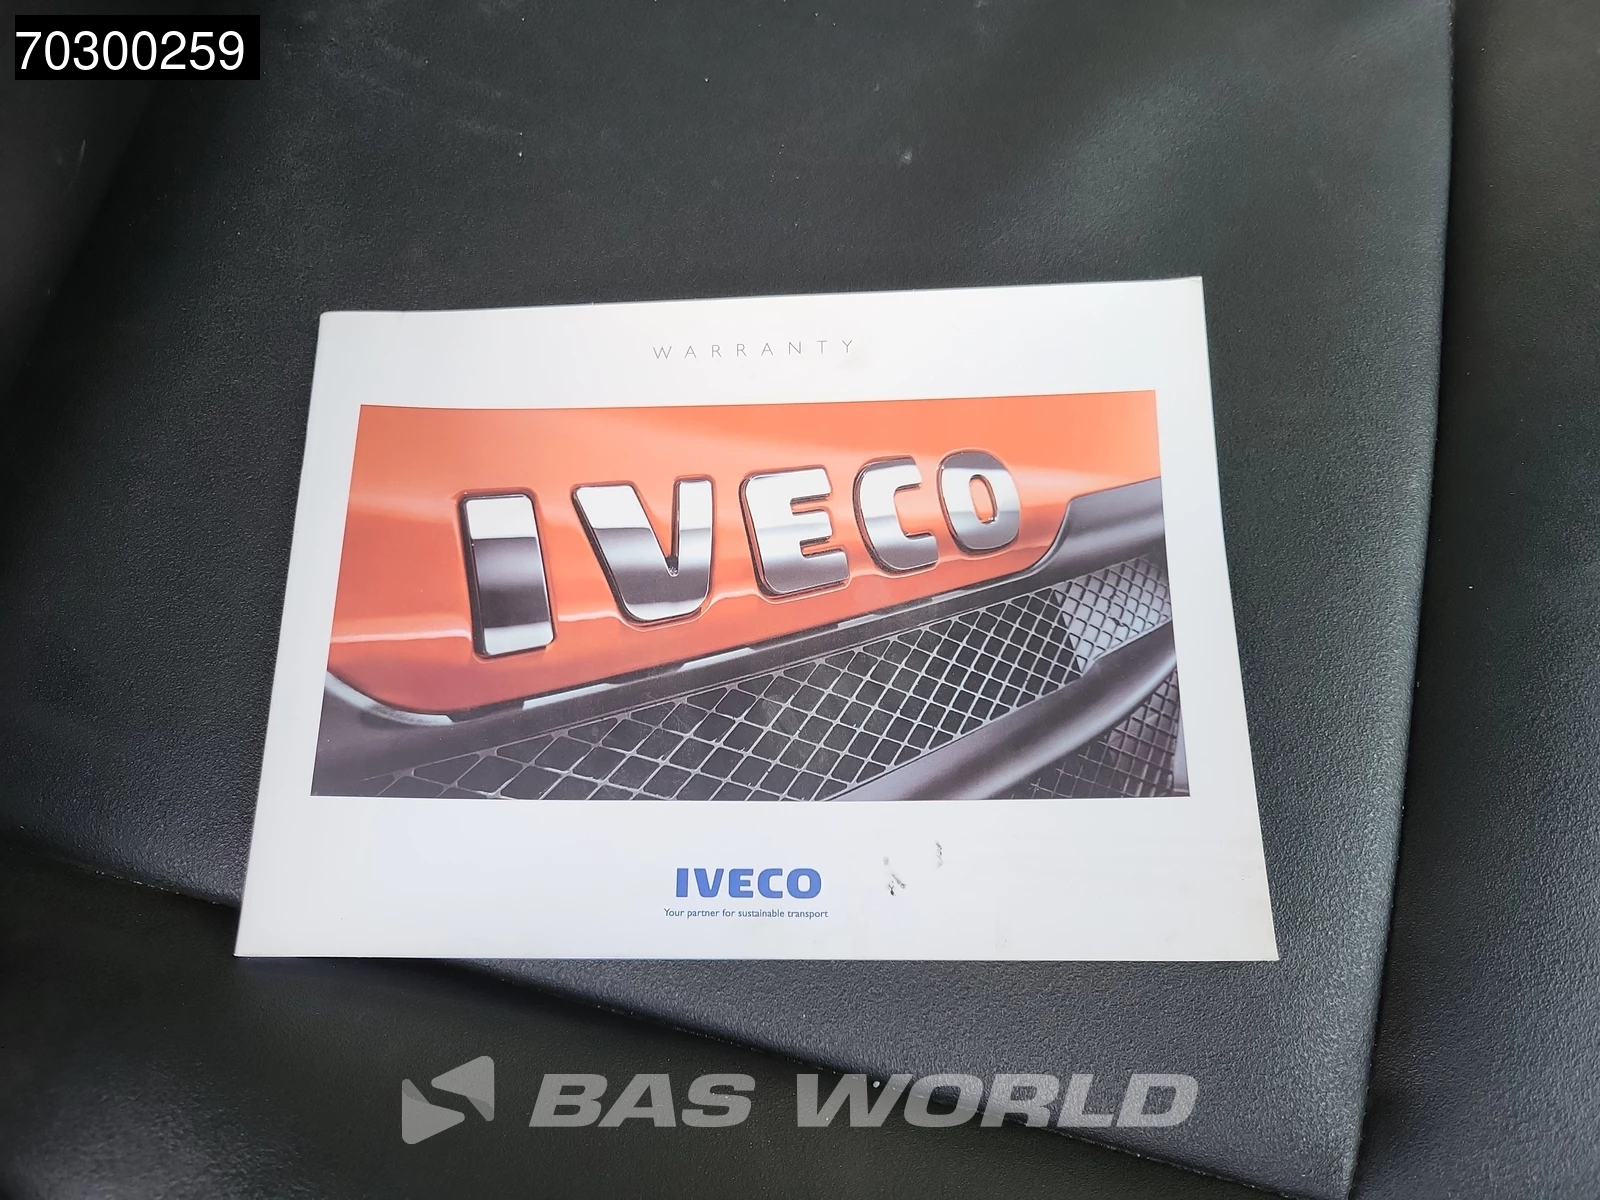 70300259
WARRANTY
IVECO
IVECO
Your partner for sustainable transport
BAS WORLD